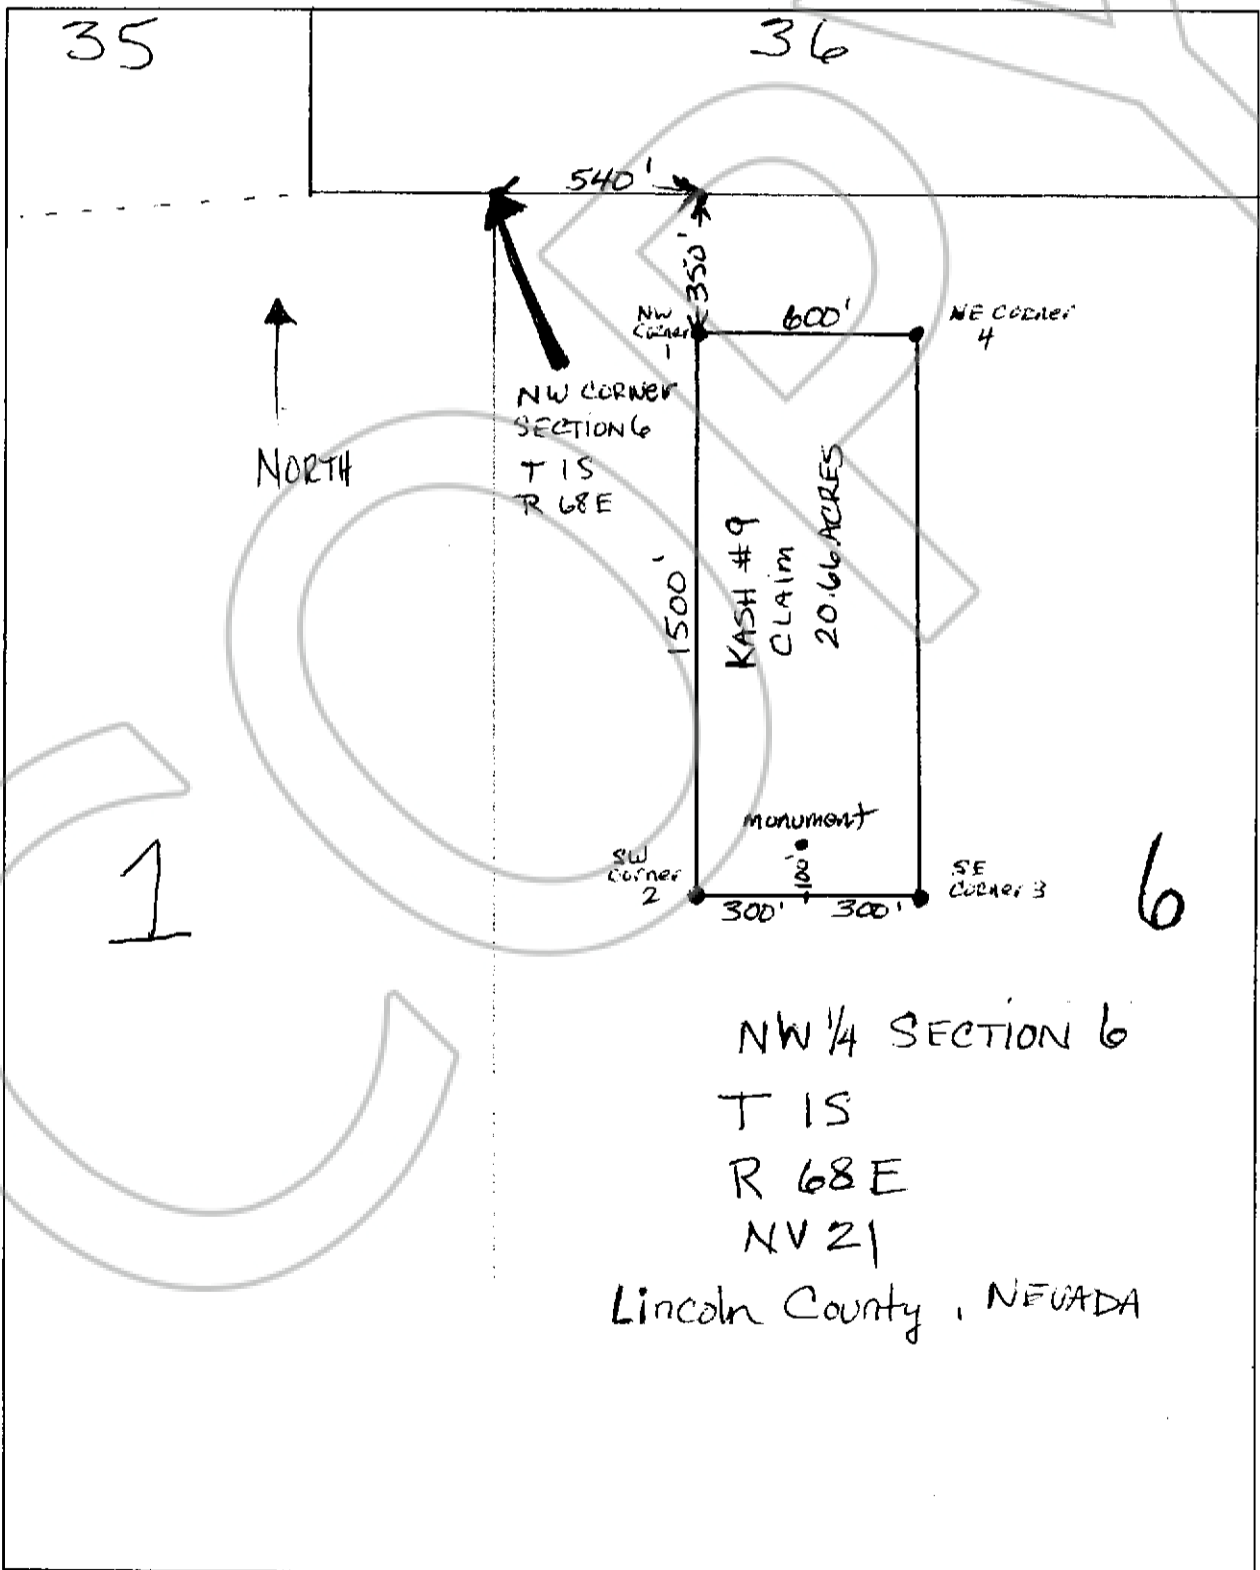 35
36
540'
350'
NW
Corner
1
600'
NE CORNER
4
NW CORNER
SECTION 6
T 1S
R 68E
NORTH
1500'
KASH #9
CLAIM
20.66 ACRES
monument
100'
SW
Corner
2
300'
300'
SE
CORNER 3
1
6
NW 1/4 SECTION 6
T 1S
R 68E
NV 21
Lincoln County, NEVADA
COPY